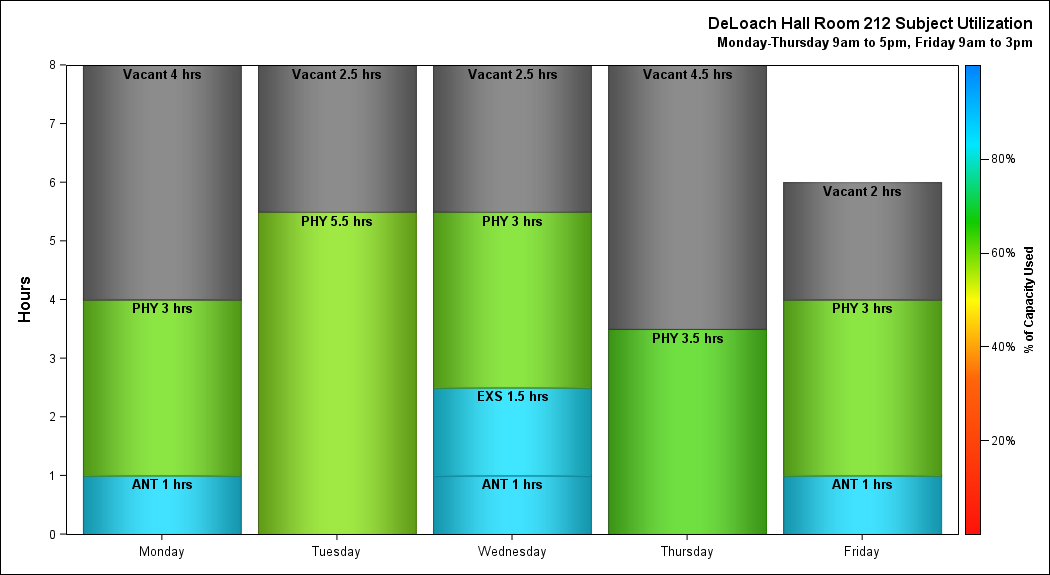 DeLoach Hall Room 212 Subject Utilization
Monday-Thursday 9am to 5pm, Friday 9am to 3pm
Hours
8
7
6
5
4
3
2
1
0
Vacant 4 hrs
PHY 3 hrs
ANT 1 hrs
Vacant 2.5 hrs
PHY 5.5 hrs
Vacant 2.5 hrs
PHY 3 hrs
EXS 1.5 hrs
ANT 1 hrs
Vacant 4.5 hrs
PHY 3.5 hrs
Vacant 2 hrs
PHY 3 hrs
ANT 1 hrs
Monday
Tuesday
Wednesday
Thursday
Friday
80%
60%
40%
20%
% of Capacity Used